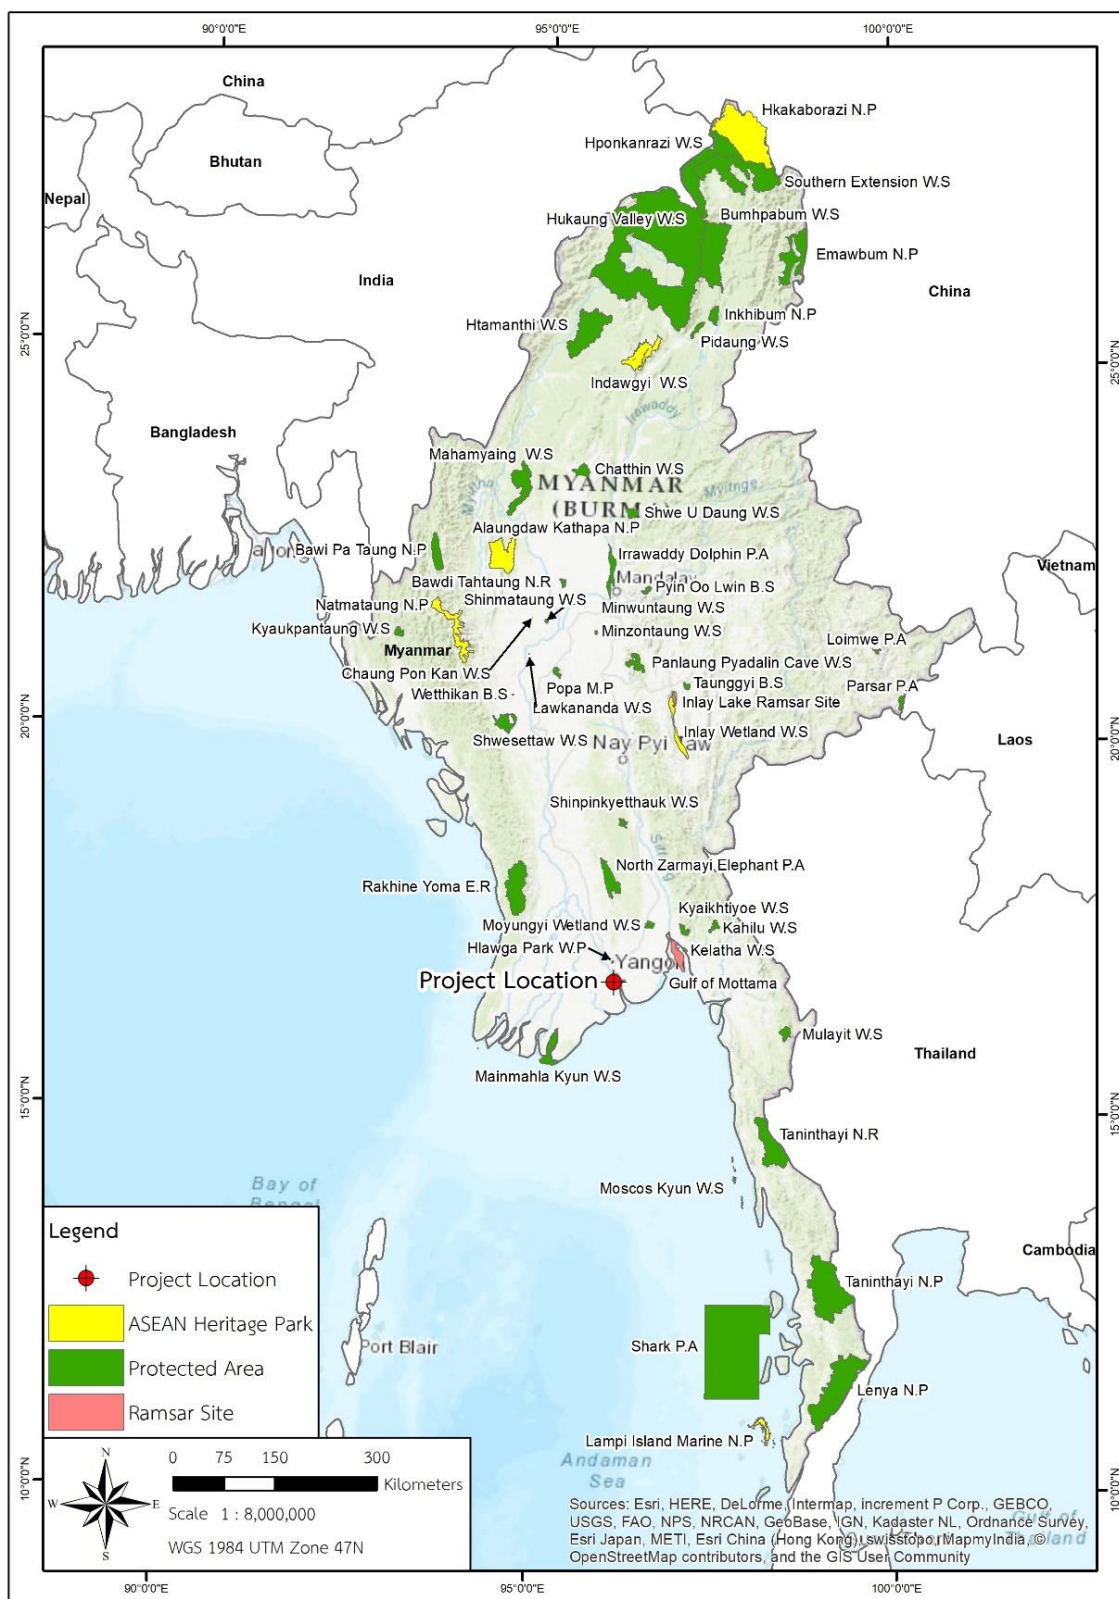 90°0'0"E
95°0'0"E
100°0'0"E
China
Hkakaborazi N.P
Bhutan
Hponkanrazi W.S
Southern Extension W.S
Nepal
Hukaung Valley W.S
Bumhpabum W.S
Emawbum N.P
India
China
Htamanthi W.S
Inkhibum N.P
Pidaung W.S
25°0'0"N
25°0'0"N
Indawgyi W.S
Irawaddy
Bangladesh
Mahamyaing W.S
Chatthin W.S
MYANMAR
(BURMA)
Myittha
Myitnge
Shwe U Daung W.S
Alaungdaw Kathapa N.P
Bawi Pa Taung N.P
Irrawaddy Dolphin P.A
Vietnam
Mandalay
Bawdi Tahtaung N.R
Pyin Oo Lwin B.S
Shinmataung W.S
Natmataung N.P
Minwuntaung W.S
Kyaukpantaung W.S
Minzontaung W.S
Loimwe P.A
Myanmar
Panlaung Pyadalin Cave W.S
Chaung Pon Kan W.S
Taunggyi B.S
Parsar P.A
Popa M.P
Wetthikan B.S
Inlay Lake Ramsar Site
Lawkananda W.S
20°0'0"N
20°0'0"N
Inlay Wetland W.S
Shwesettaw W.S
Nay Pyi Taw
Laos
Shinpinkyetthauk W.S
North Zarmayi Elephant P.A
Rakhine Yoma E.R
Kyaikhtiyoe W.S
Moyungyi Wetland W.S
Kahilu W.S
Hlawga Park W.P
Kelatha W.S
Yangon
Project Location
Gulf of Mottama
Mulayit W.S
Thailand
Mainmahla Kyun W.S
15°0'0"N
15°0'0"N
Taninthayi N.R
Bay of
Bengal
Moscos Kyun W.S
Cambodia
Taninthayi N.P
Shark P.A
Port Blair
Lenya N.P
Lampi Island Marine N.P
Andaman
Sea
10°0'0"N
10°0'0"N
Gulf of
Thailand
Legend
Project Location
ASEAN Heritage Park
Protected Area
Ramsar Site
N
W
E
S
0 75 150 300
Kilometers
Scale 1 : 8,000,000
WGS 1984 UTM Zone 47N
Sources: Esri, HERE, DeLorme, Intermap, increment P Corp., GEBCO,
USGS, FAO, NPS, NRCAN, GeoBase, IGN, Kadaster NL, Ordnance Survey,
Esri Japan, METI, Esri China (Hong Kong), swisstopo, MapmyIndia, ©
OpenStreetMap contributors, and the GIS User Community
90°0'0"E
95°0'0"E
100°0'0"E